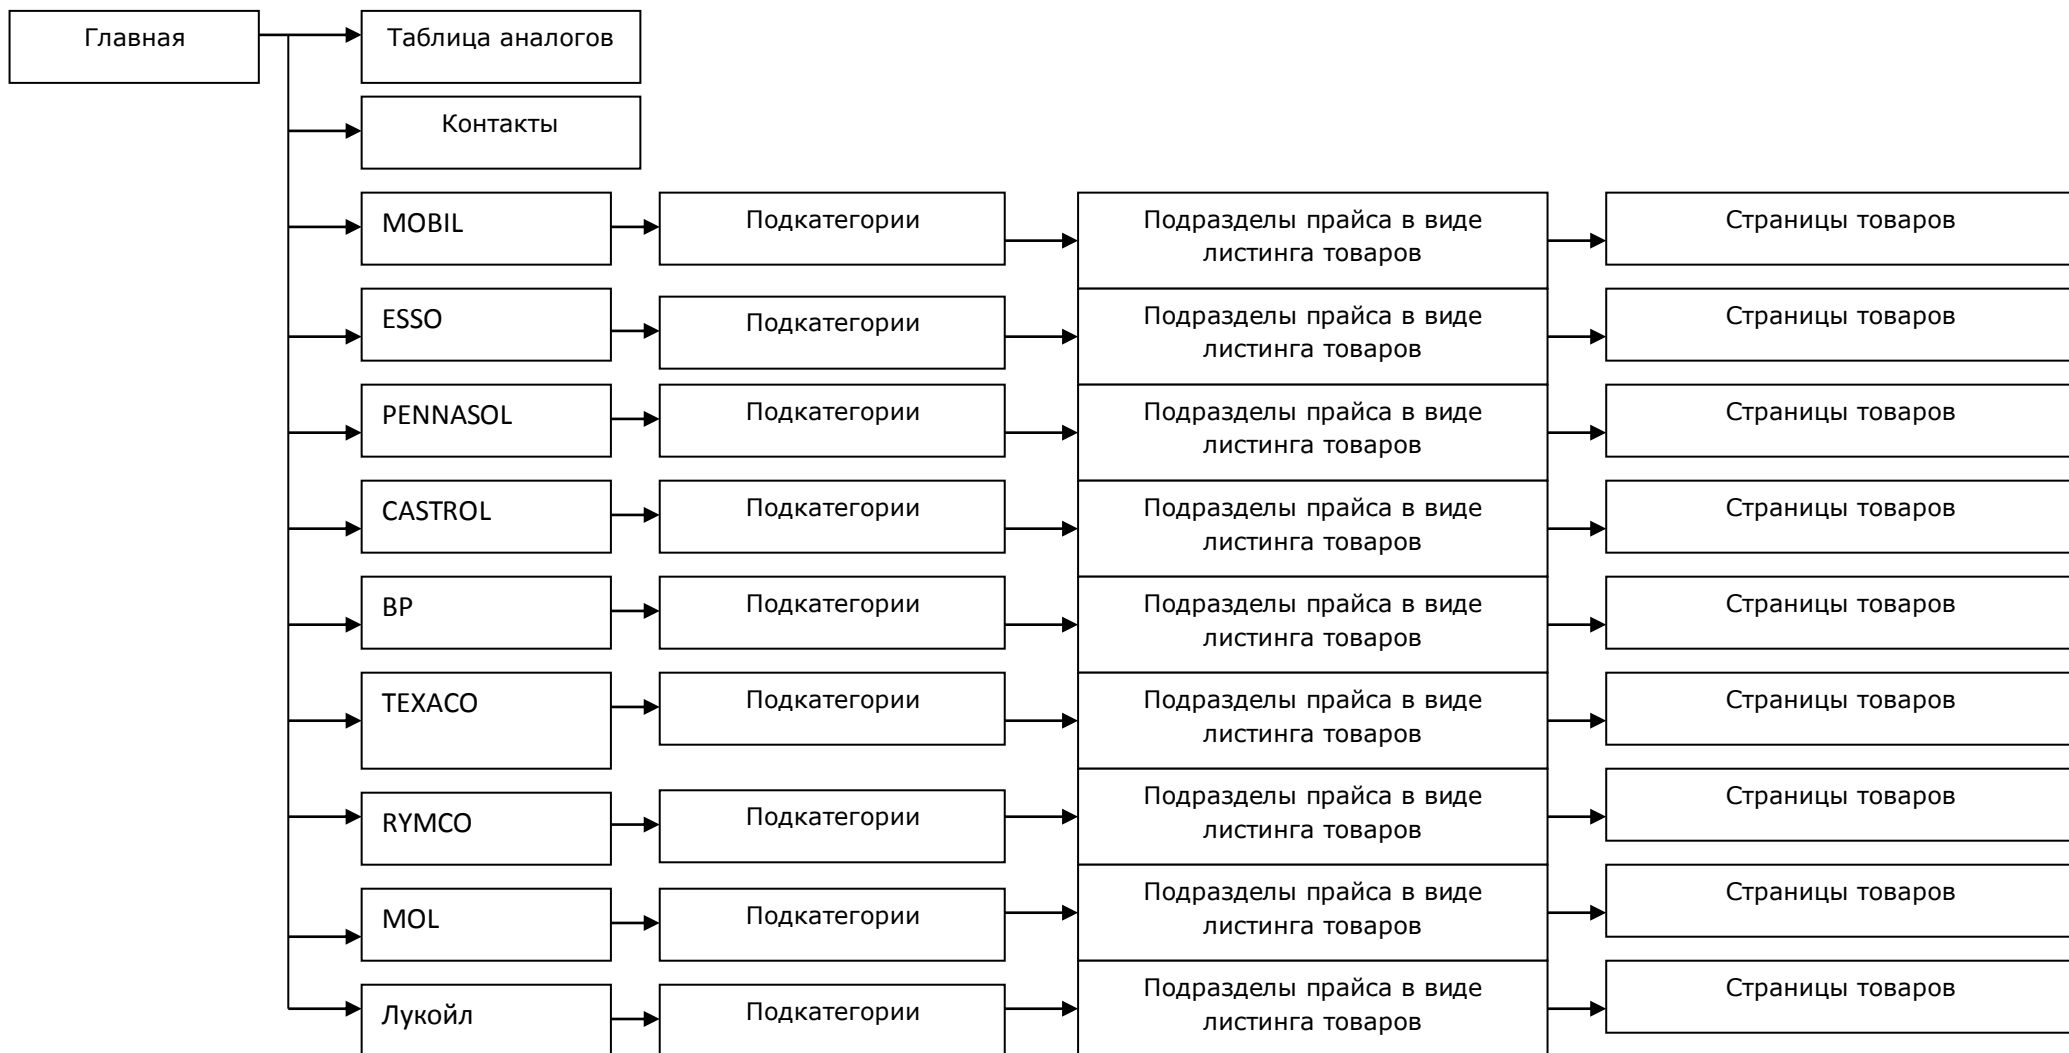 Главная
Таблица аналогов
Контакты
MOBIL
Подкатегории
Подразделы прайса в виде
листинга товаров
Страницы товаров
ESSO
Подкатегории
Подразделы прайса в виде
листинга товаров
Страницы товаров
PENNASOL
Подкатегории
Подразделы прайса в виде
листинга товаров
Страницы товаров
CASTROL
Подкатегории
Подразделы прайса в виде
листинга товаров
Страницы товаров
BP
Подкатегории
Подразделы прайса в виде
листинга товаров
Страницы товаров
TEXACO
Подкатегории
Подразделы прайса в виде
листинга товаров
Страницы товаров
RYMCO
Подкатегории
Подразделы прайса в виде
листинга товаров
Страницы товаров
MOL
Подкатегории
Подразделы прайса в виде
листинга товаров
Страницы товаров
Лукойл
Подкатегории
Подразделы прайса в виде
листинга товаров
Страницы товаров